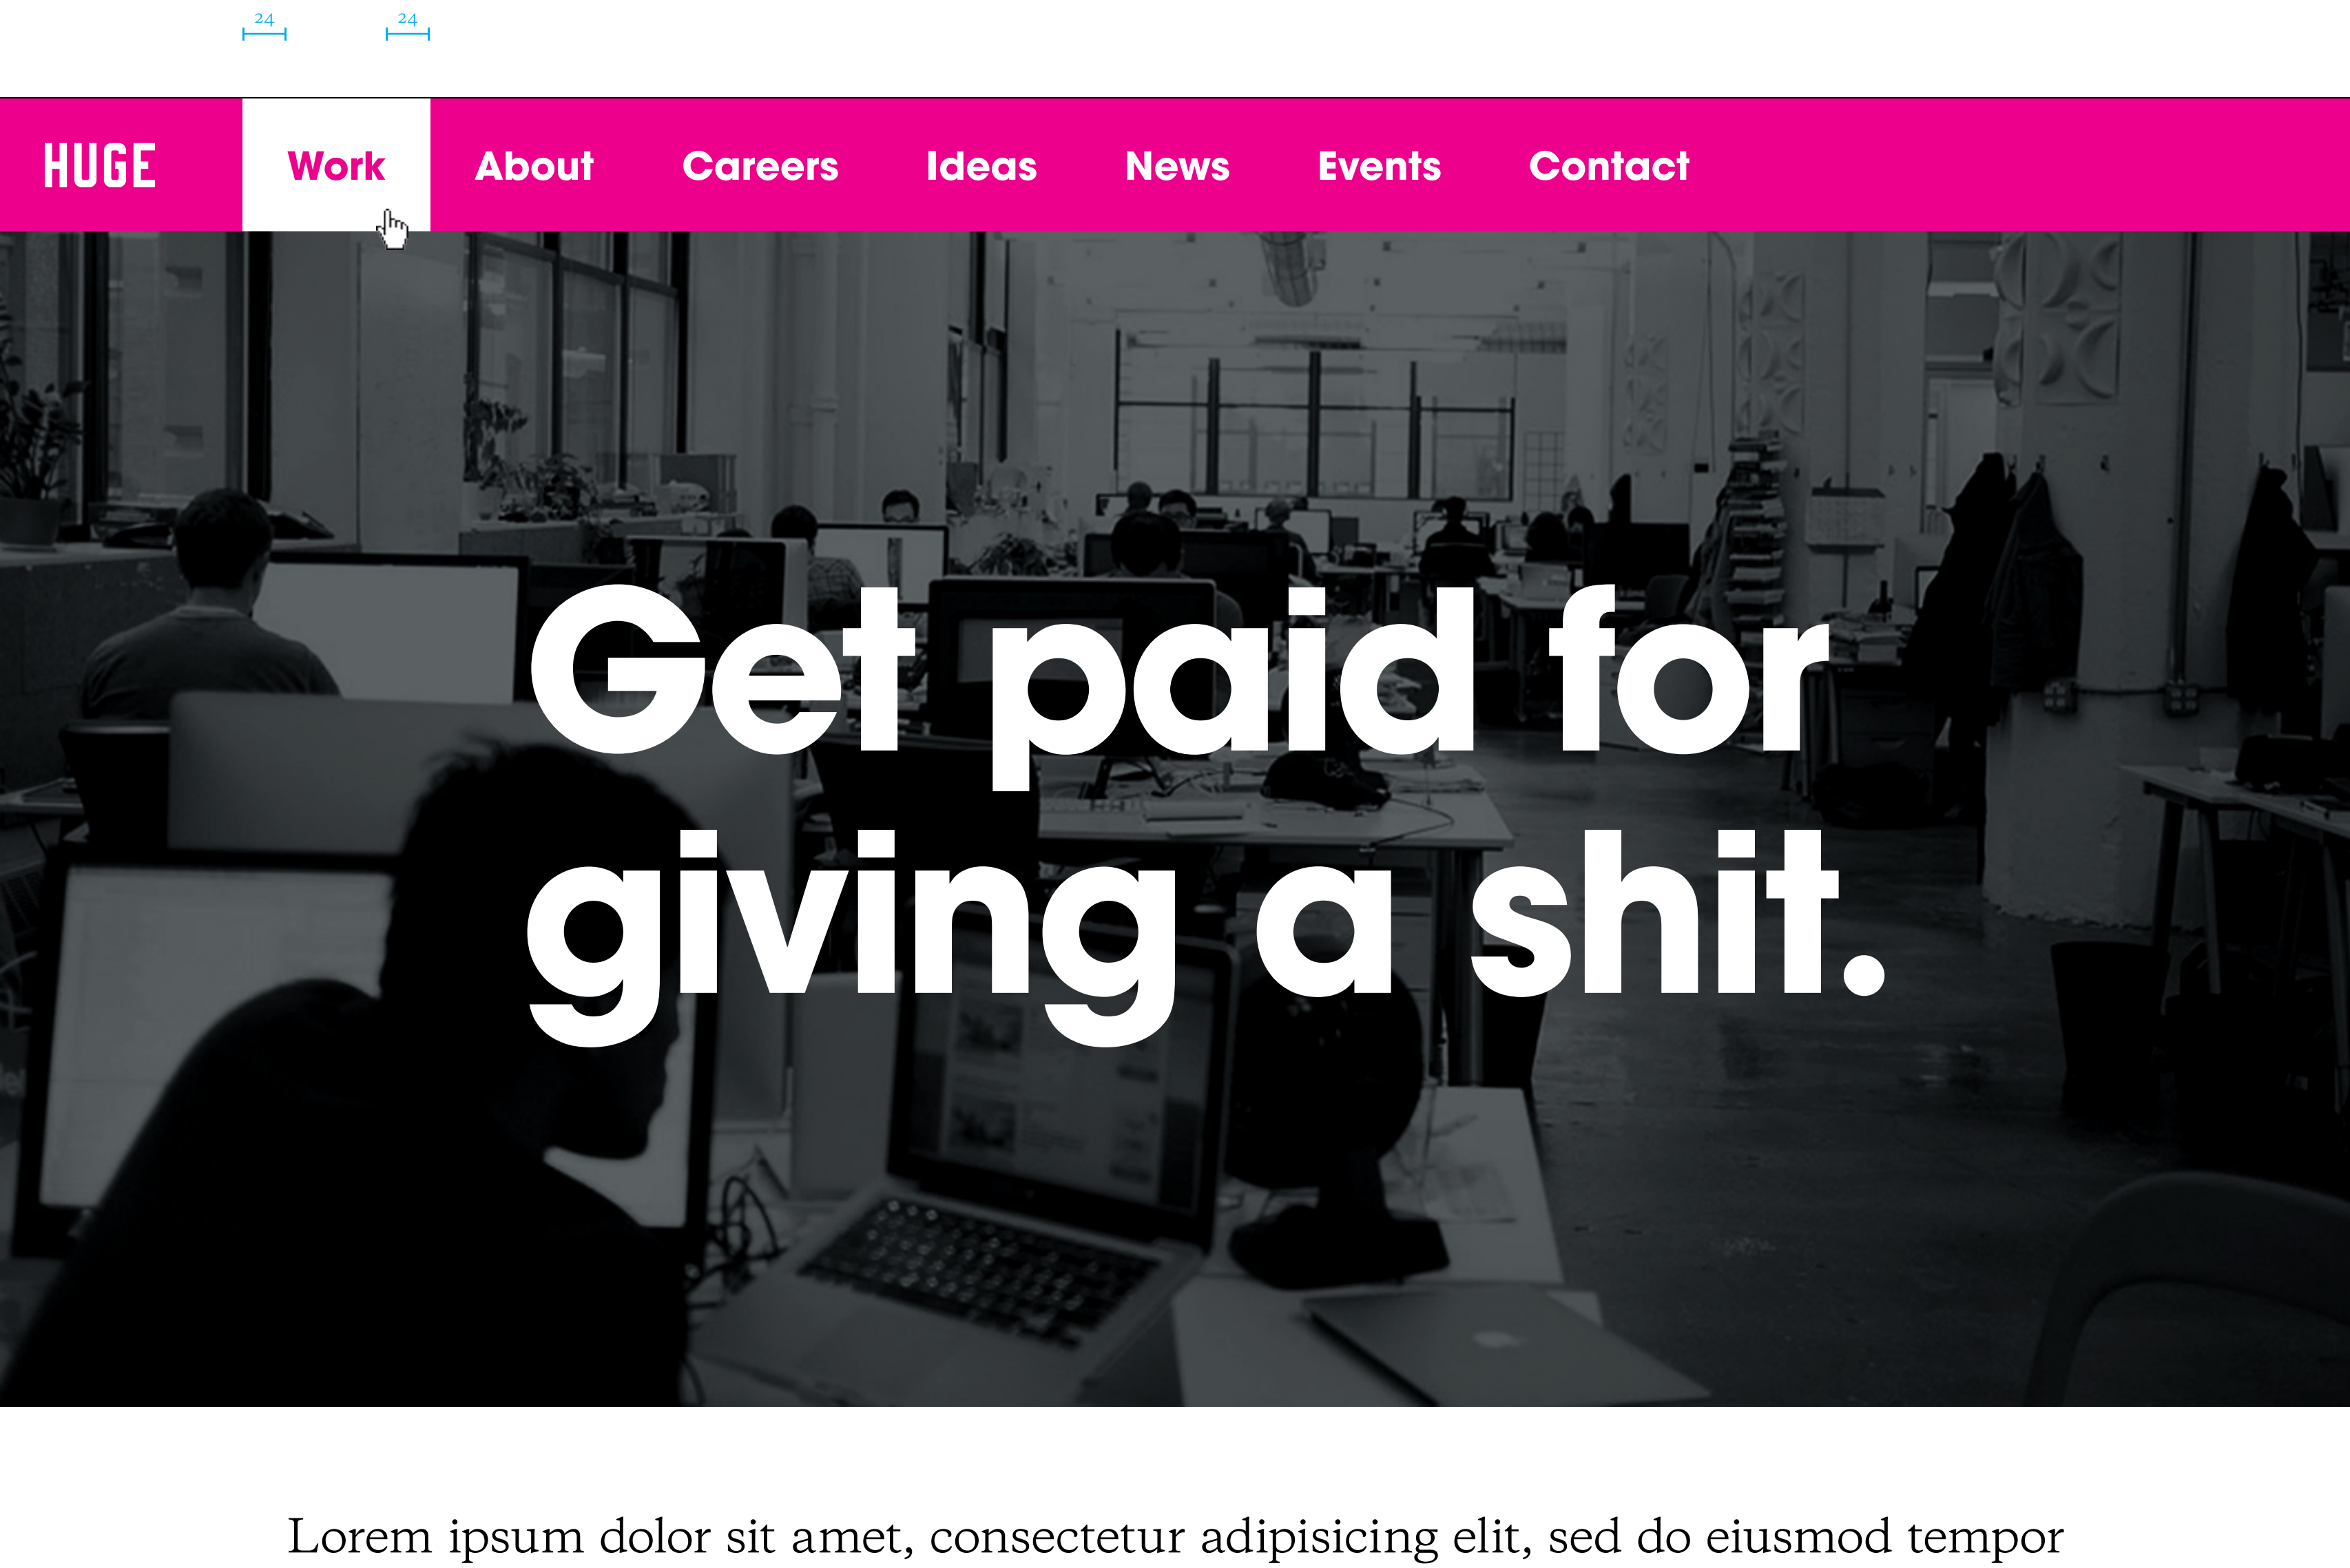 24 24
HUGE Work About Careers Ideas News Events Contact
Get paid for
giving a shit.
Lorem ipsum dolor sit amet, consectetur adipisicing elit, sed do eiusmod tempor